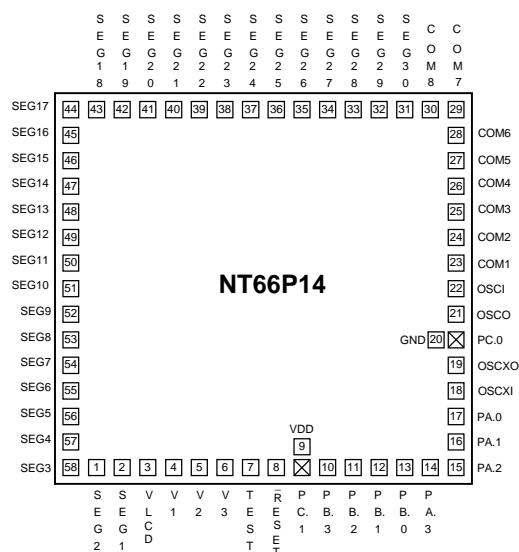 SEG18 SEG19 SEG20 SEG21 SEG22 SEG23 SEG24 SEG25 SEG26 SEG27 SEG28 SEG29 SEG30 COM8 COM7
SEG17 44 43 42 41 40 39 38 37 36 35 34 33 32 31 30 29
SEG16 45 28 COM6
SEG15 46 27 COM5
SEG14 47 26 COM4
SEG13 48 25 COM3
SEG12 49 24 COM2
SEG11 50 23 COM1
SEG10 51 NT66P14 22 OSCI
SEG9 52 21 OSCO
SEG8 53 GND 20 PC.0
SEG7 54 19 OSCXO
SEG6 55 18 OSCXI
SEG5 56 17 PA.0
VDD
SEG4 57 9 16 PA.1
SEG3 58 1 2 3 4 5 6 7 8 10 11 12 13 14 15 PA.2
SEG2 SEG1 VLCD V1 V2 V3 TEST RESET PC.1 PB.3 PB.2 PB.1 PB.0 PA.3